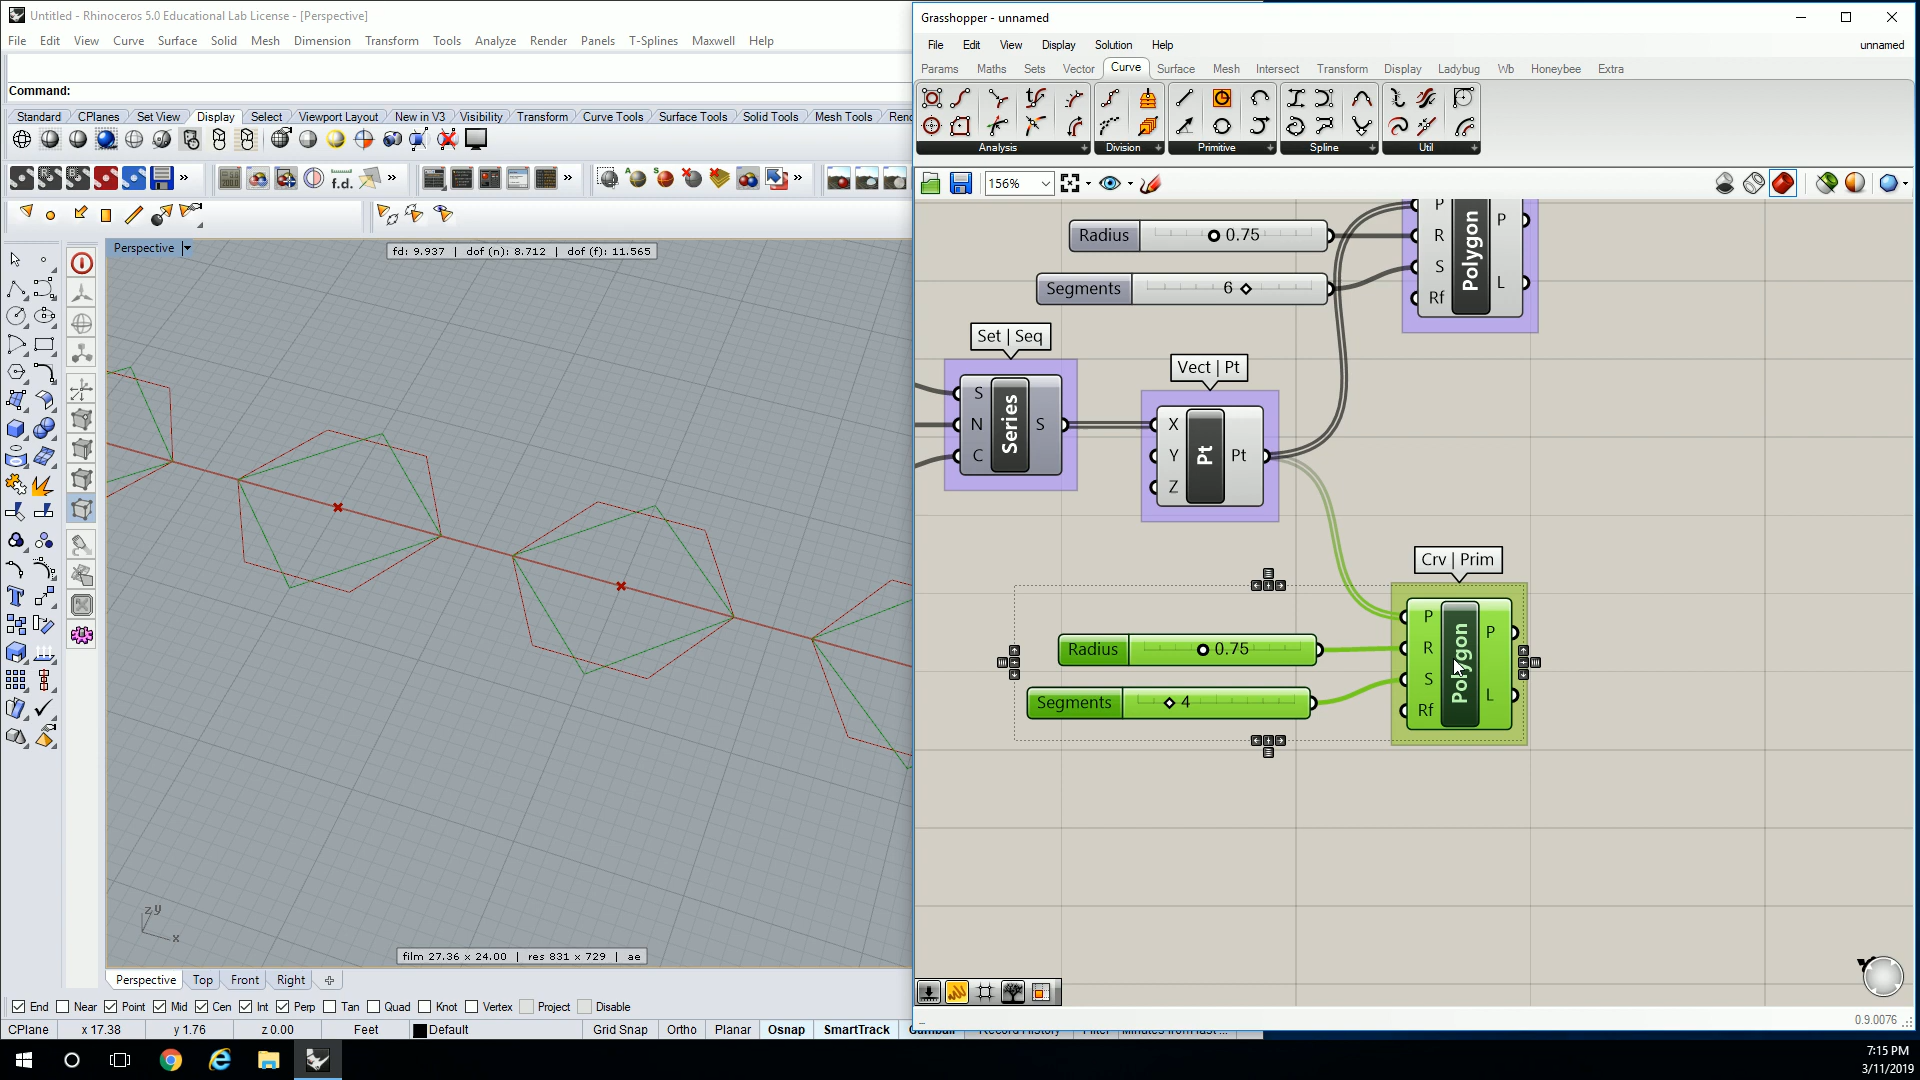 Untitled - Rhinoceros 5.0 Educational Lab License - [Perspective]
File Edit View Curve Surface Solid Mesh Dimension Transform Tools Analyze Render Panels T-Splines Maxwell Help
Command:
Standard CPlanes Set View Display Select Viewport Layout New in V3 Visibility Transform Curve Tools Surface Tools Solid Tools Mesh Tools
f.d.
Perspective
fd: 9.937 | dof (n): 8.712 | dof (f): 11.565
z y
x
film 27.36 x 24.00 | res 831 x 729 | ae
Perspective Top Front Right
End Near Point Mid Cen Int Perp Tan Quad Knot Vertex Project Disable
CPlane x 17.38 y 1.76 z 0.00 Feet Default Grid Snap Ortho Planar Osnap SmartTrack
Grasshopper - unnamed
File Edit View Display Solution Help unnamed
Params Maths Sets Vector Curve Surface Mesh Intersect Transform Display Ladybug Wb Honeybee Extra
Analysis Division Primitive Spline Util
156%
Radius 0.75
Segments 6
P R S Rf Polygon P L
Set | Seq
S N C Series S
Vect | Pt
X Y Z Pt Pt
Crv | Prim
Radius 0.75
Segments 4
P R S Rf Polygon P L
0.9.0076
7:15 PM
3/11/2019